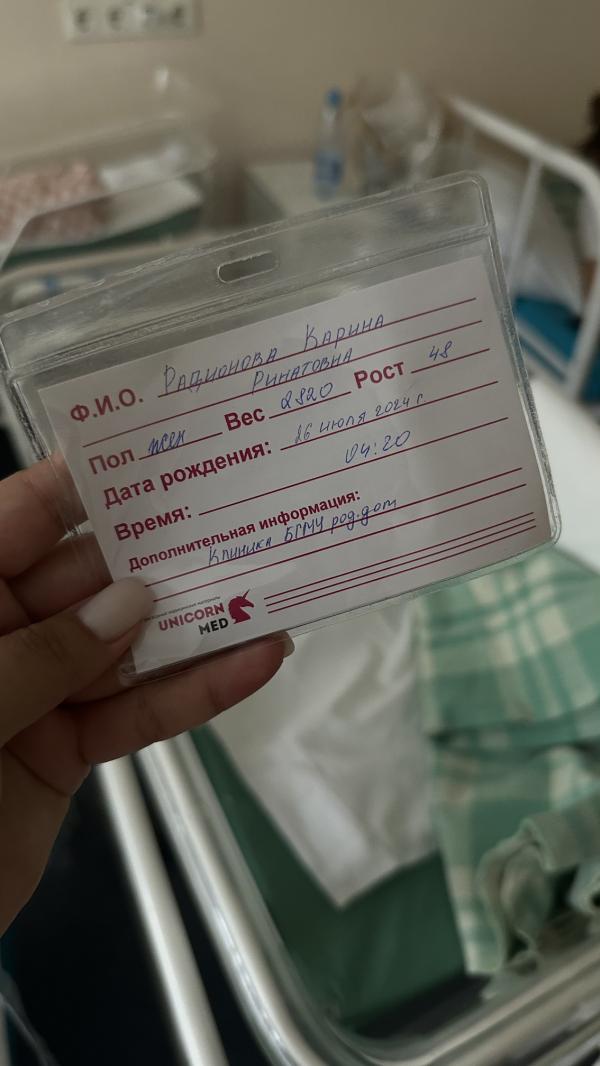 Ф.И.О. Радионова Карина
Ринатовна
Пол жен Вес 2820 Рост 48
Дата рождения: 26 июля 2024 г.
Время: 04:20
Дополнительная информация:
Клиника БГМУ род.дом
UNICORN
MED